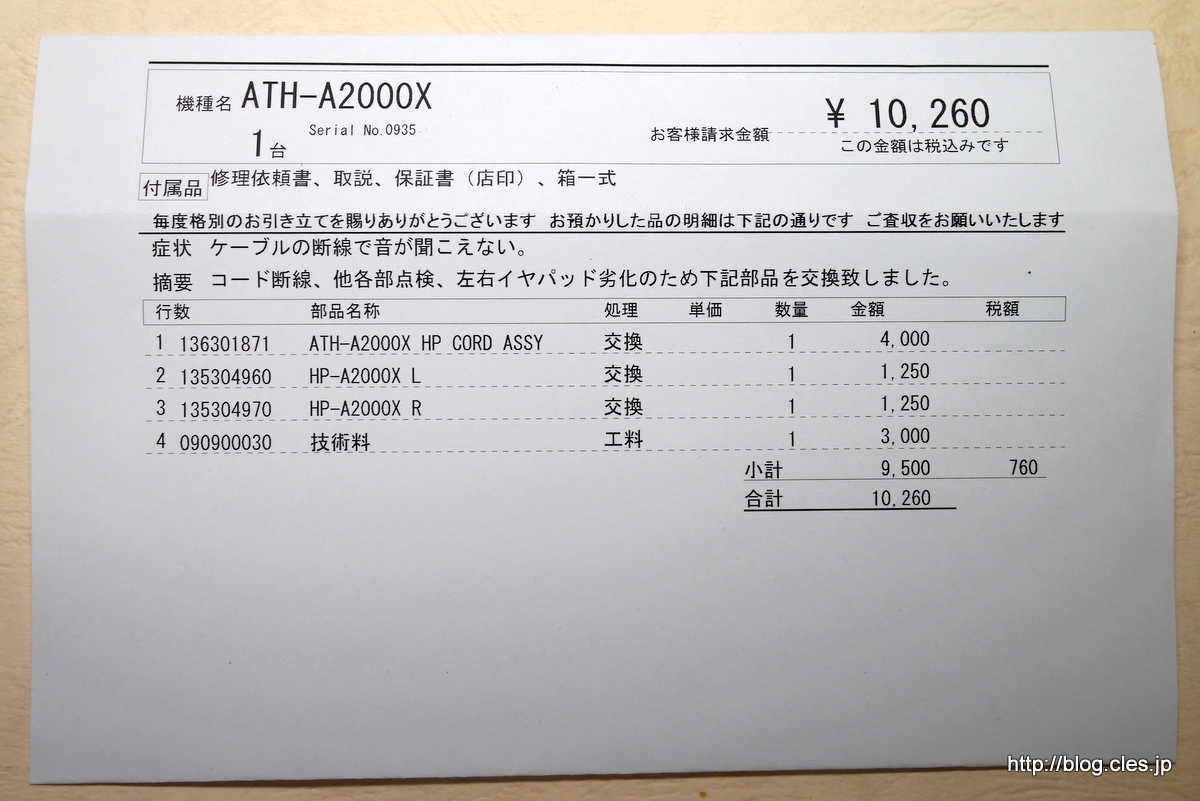 機種名 ATH-A2000X
Serial No.0935
1台
お客様請求金額 ¥ 10,260
この金額は税込みです
付属品 修理依頼書、取説、保証書（店印）、箱一式
毎度格別のお引き立てを賜りありがとうございます お預かりした品の明細は下記の通りです ご査収をお願いいたします
症状 ケーブルの断線で音が聞こえない。
摘要 コード断線、他各部点検、左右イヤパッド劣化のため下記部品を交換致しました。
行数 部品名称 処理 単価 数量 金額 税額
1 136301871 ATH-A2000X HP CORD ASSY 交換 1 4,000
2 135304960 HP-A2000X L 交換 1 1,250
3 135304970 HP-A2000X R 交換 1 1,250
4 090900030 技術料 工料 1 3,000
小計 9,500 760
合計 10,260
http://blog.cles.jp